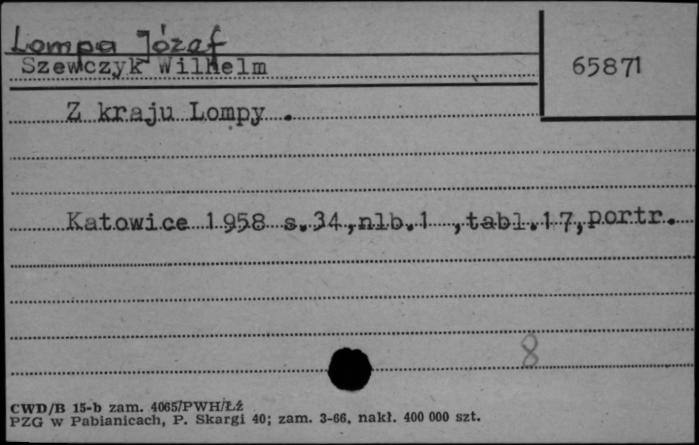 Lompa Józef
Szewczyk Wilhelm
65871
Z kraju Lompy .
Katowice 1958 s.34,nlb.1 ,tabl.17,portr.
8
CWD/B 15-b zam. 4065/PWH/Łź
PZG w Pabianicach, P. Skargi 40; zam. 3-66, nakł. 400 000 szt.